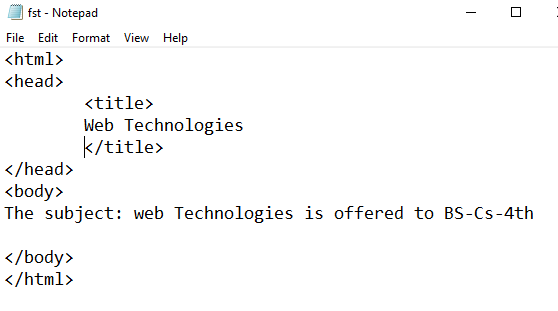 fst - Notepad
File Edit Format View Help
<html>
<head>
<title>
Web Technologies
</title>
</head>
<body>
The subject: web Technologies is offered to BS-Cs-4th
</body>
</html>